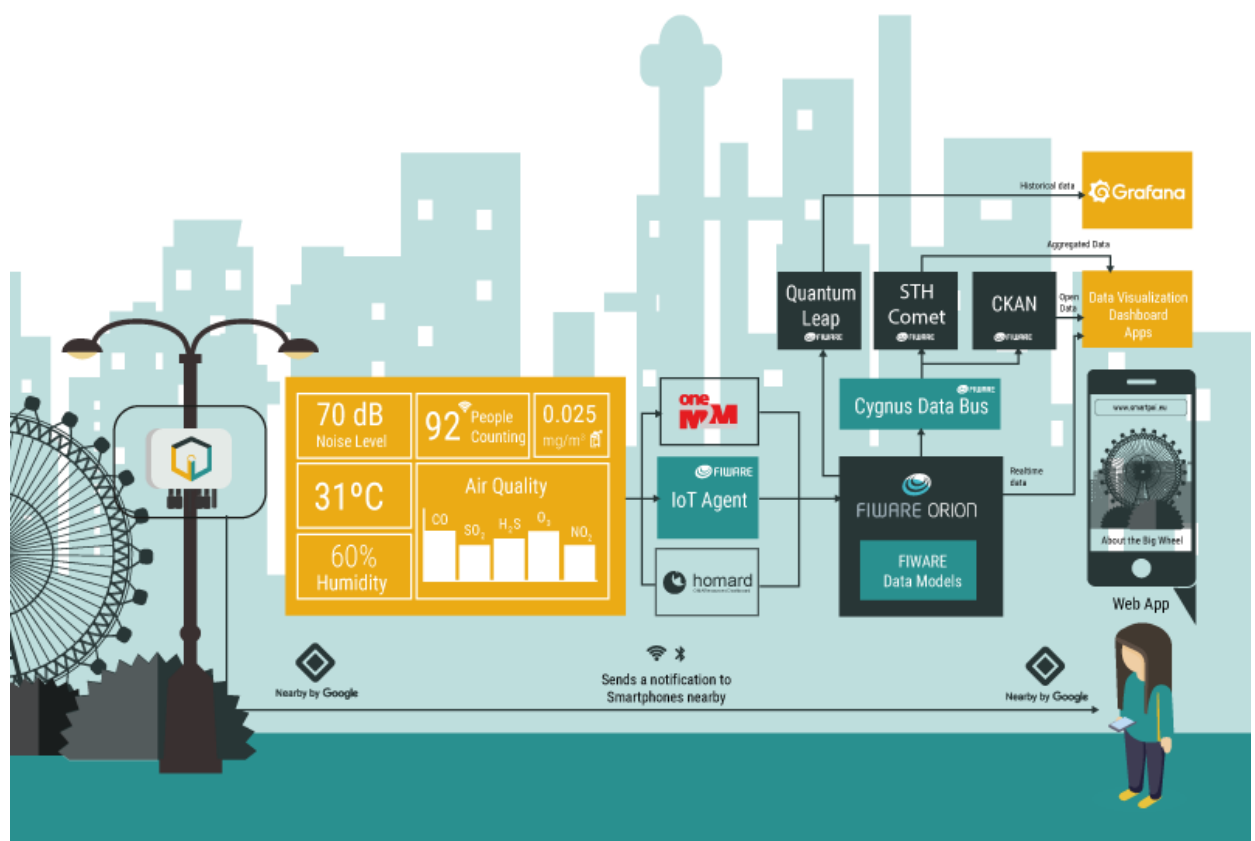 Historical data
Grafana
Aggregated Data
Quantum
Leap
FIWARE
STH
Comet
FIWARE
CKAN
FIWARE
Open
Data
Data Visualization
Dashboard
Apps
70 dB
Noise Level
92 People
Counting
0.025
mg/m³
31ºC
Air Quality
CO
SO₂
H₂S
O₃
NO₂
60%
Humidity
one
M2M
FIWARE
IoT Agent
homard
FIWARE
Cygnus Data Bus
FIWARE ORION
FIWARE
Data Models
Realtime
data
www.smartpai.eu
About the Big Wheel
Web App
Nearby by Google
Sends a notification to
Smartphones nearby
Nearby by Google